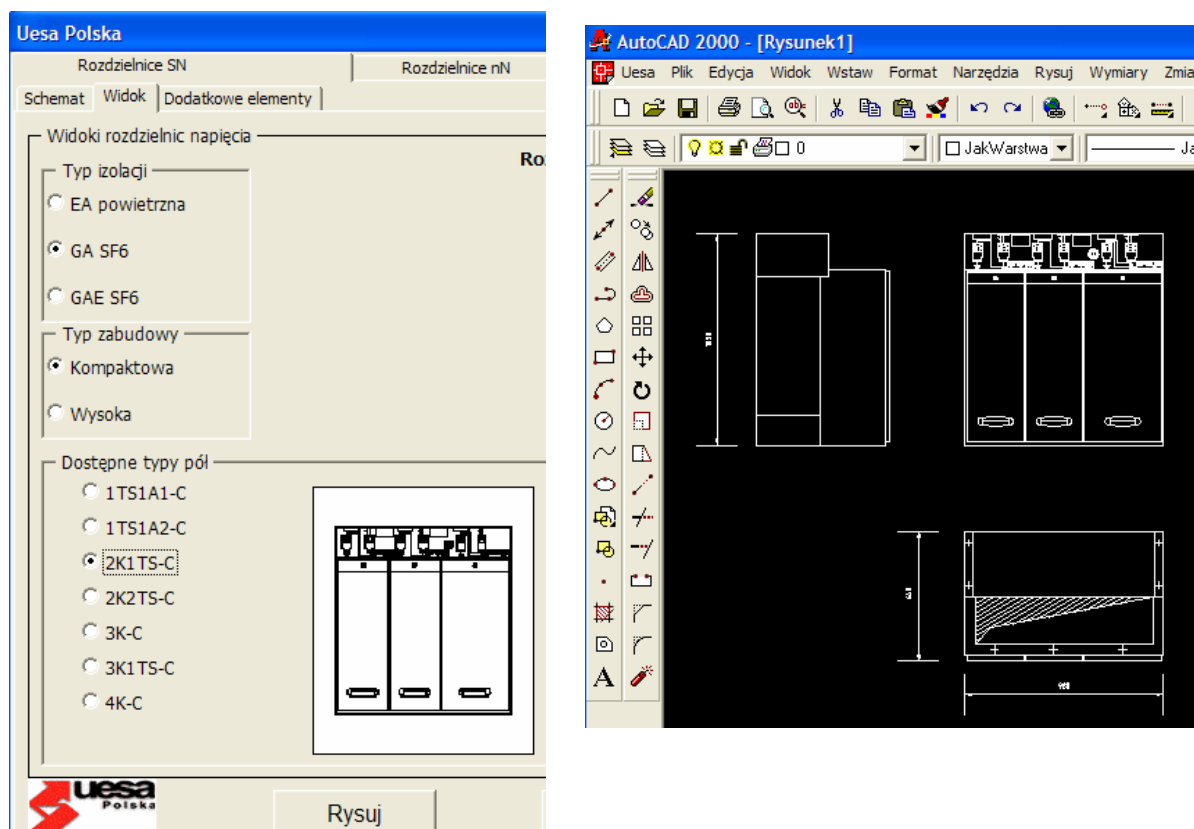 Uesa Polska
Rozdzielnice SN
Rozdzielnice nN
Schemat Widok Dodatkowe elementy
Widoki rozdzielnic napięcia
Roz
Typ izolacji
EA powietrzna
GA SF6
GAE SF6
Typ zabudowy
Kompaktowa
Wysoka
Dostępne typy pól
1TS1A1-C
1TS1A2-C
2K1TS-C
2K2TS-C
3K-C
3K1TS-C
4K-C
uesa
Polska
Rysuj
AutoCAD 2000 - [Rysunek1]
Uesa Plik Edycja Widok Wstaw Format Narzędzia Rysuj Wymiary Zmia
0
JakWarstwa
Ja
A